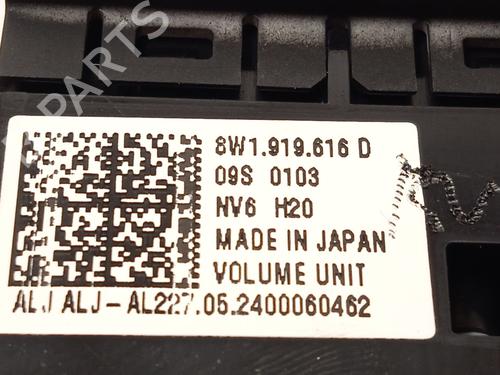 PARTS
8W1.919.616 D
09S 0103
NV6 H20
MADE IN JAPAN
VOLUME UNIT
ALJ ALJ-AL227.05.2400060462